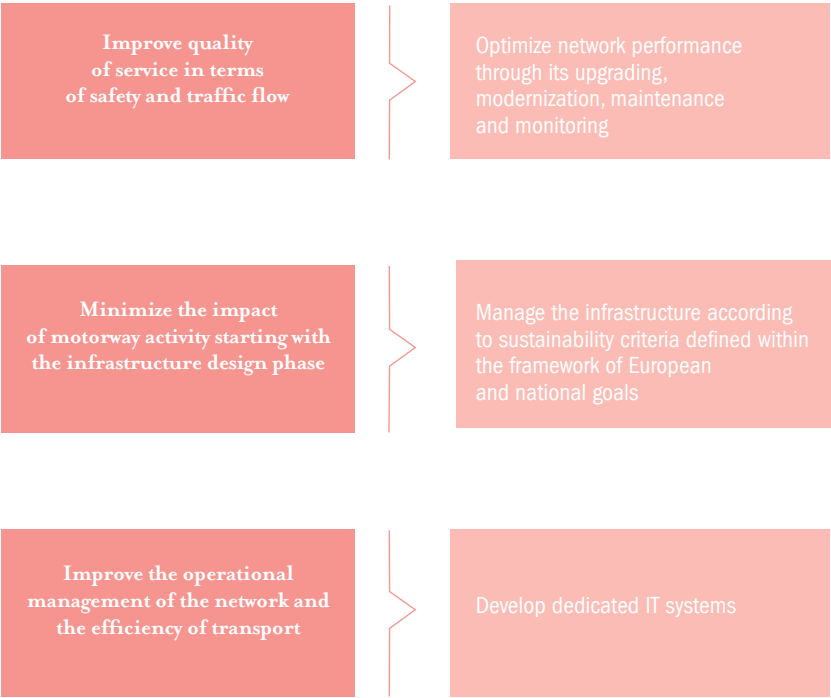 Improve quality
of service in terms
of safety and traffic flow
Optimize network performance
through its upgrading,
modernization, maintenance
and monitoring
Minimize the impact
of motorway activity starting with
the infrastructure design phase
Manage the infrastructure according
to sustainability criteria defined within
the framework of European
and national goals
Improve the operational
management of the network and
the efficiency of transport
Develop dedicated IT systems